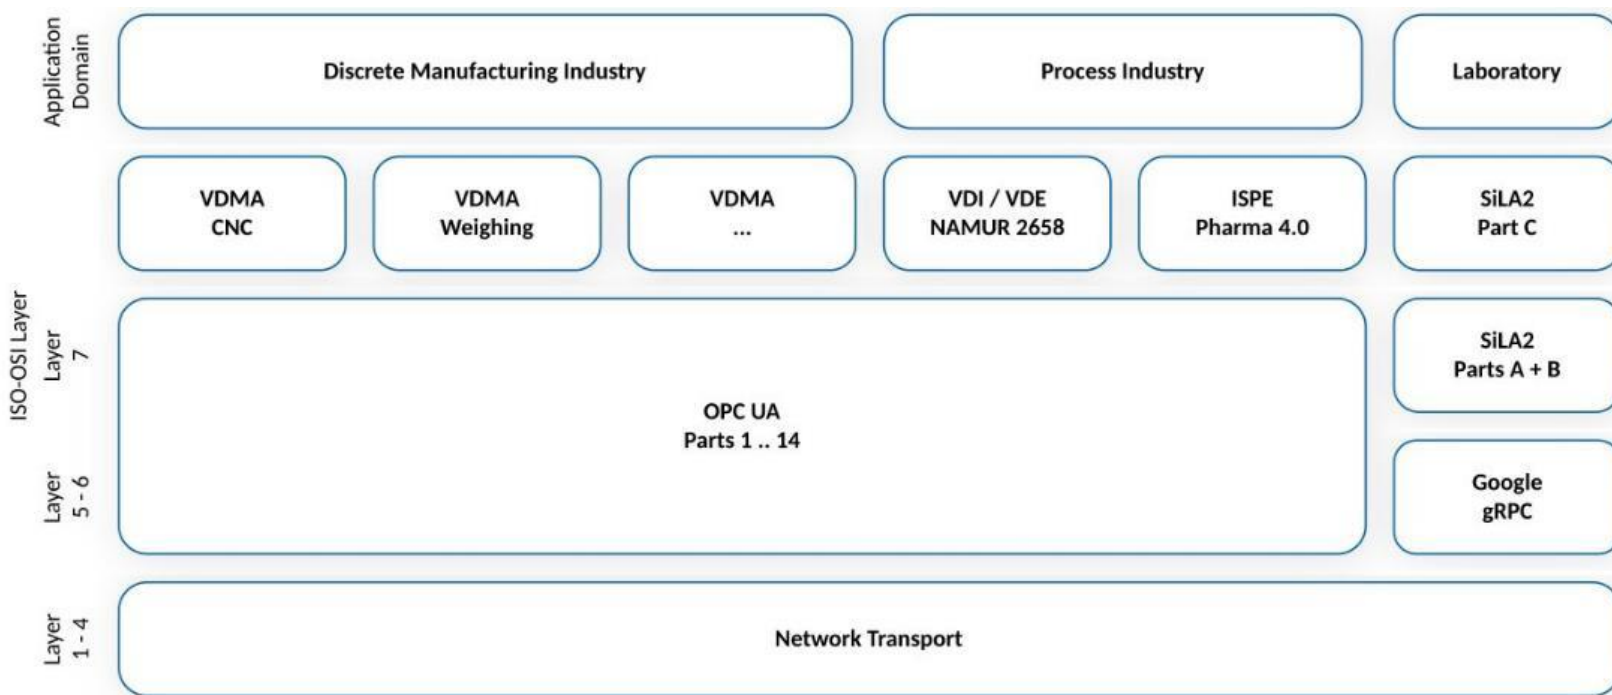 Application
Domain
Discrete Manufacturing Industry
Process Industry
Laboratory
VDMA
CNC
VDMA
Weighing
VDMA
...
VDI / VDE
NAMUR 2658
ISPE
Pharma 4.0
SiLA2
Part C
ISO-OSI Layer
Layer
7
OPC UA
Parts 1 .. 14
SiLA2
Parts A + B
Layer
5 - 6
Google
gRPC
Layer
1 - 4
Network Transport